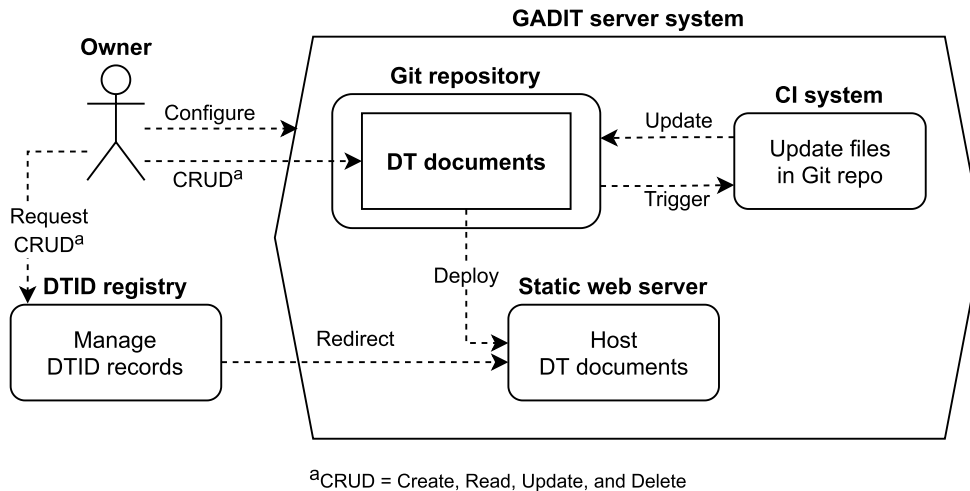 GADIT server system
Owner
Git repository
CI system
Configure
Update
DT documents
Update files
in Git repo
CRUDa
Trigger
Request
CRUDa
Deploy
DTID registry
Static web server
Manage
DTID records
Redirect
Host
DT documents
aCRUD = Create, Read, Update, and Delete